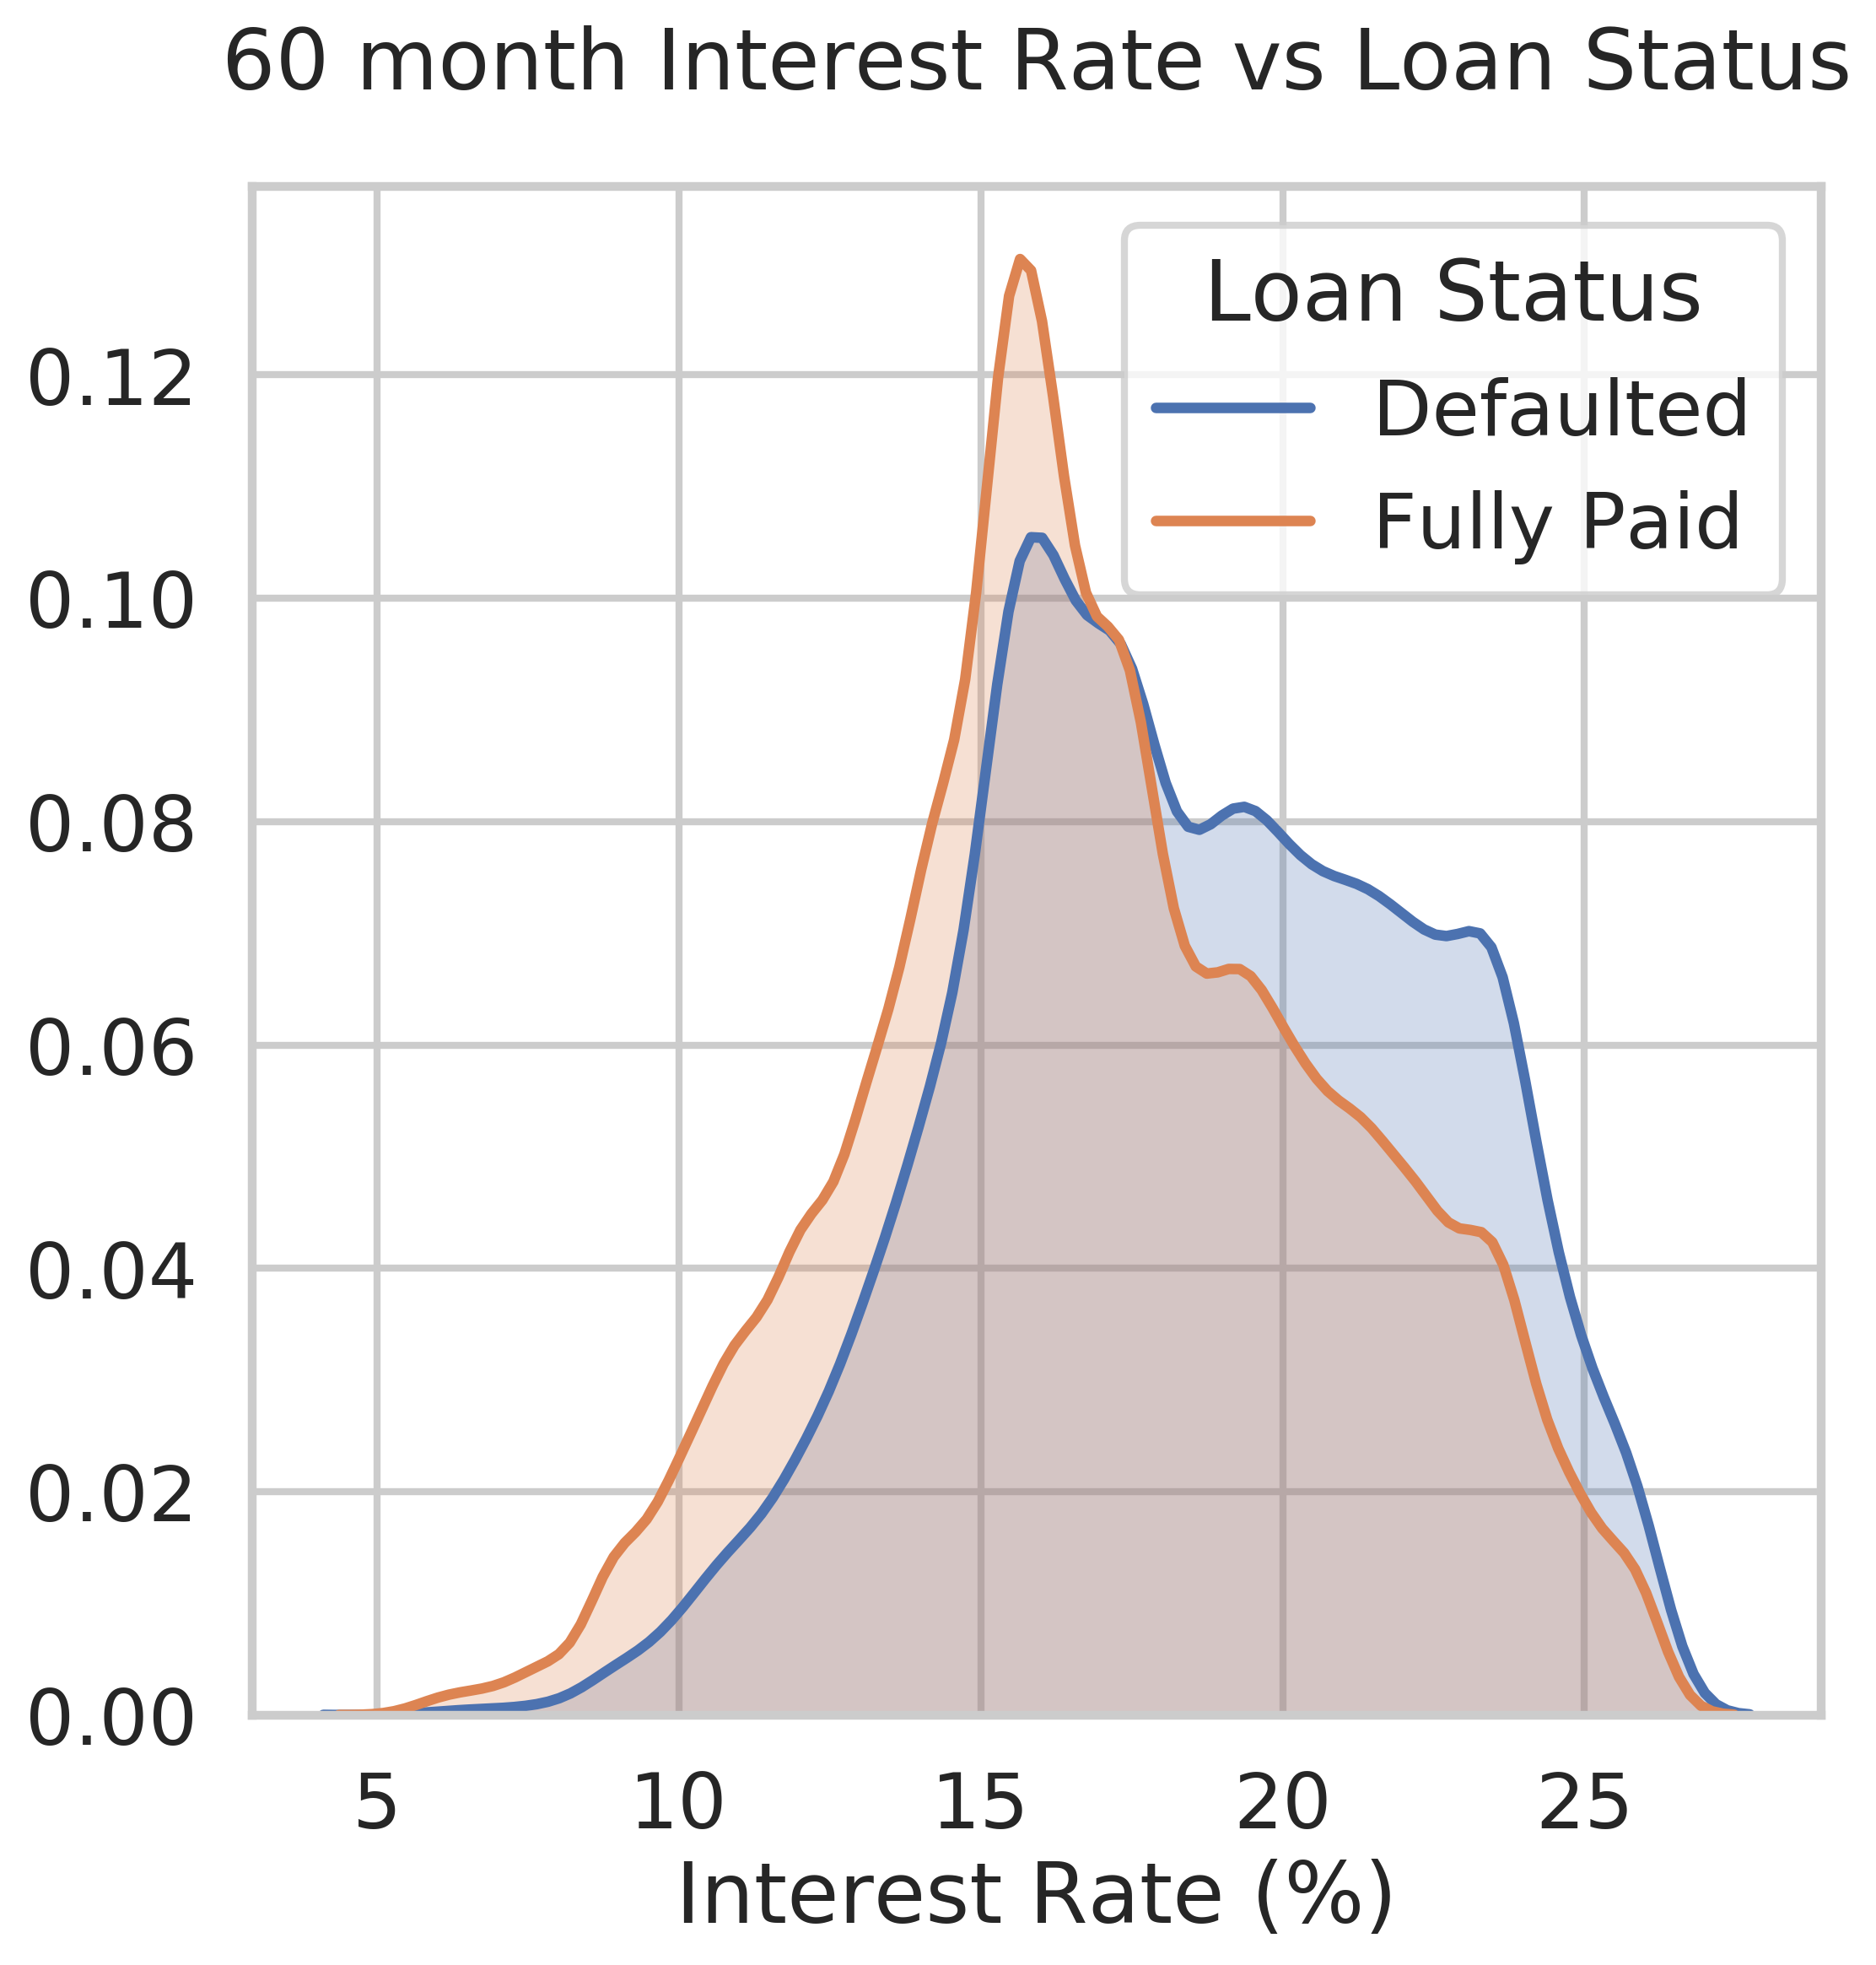 60 month Interest Rate vs Loan Status
Loan Status
Defaulted
Fully Paid
0.12
0.10
0.08
0.06
0.04
0.02
0.00
5 10 15 20 25
Interest Rate (%)